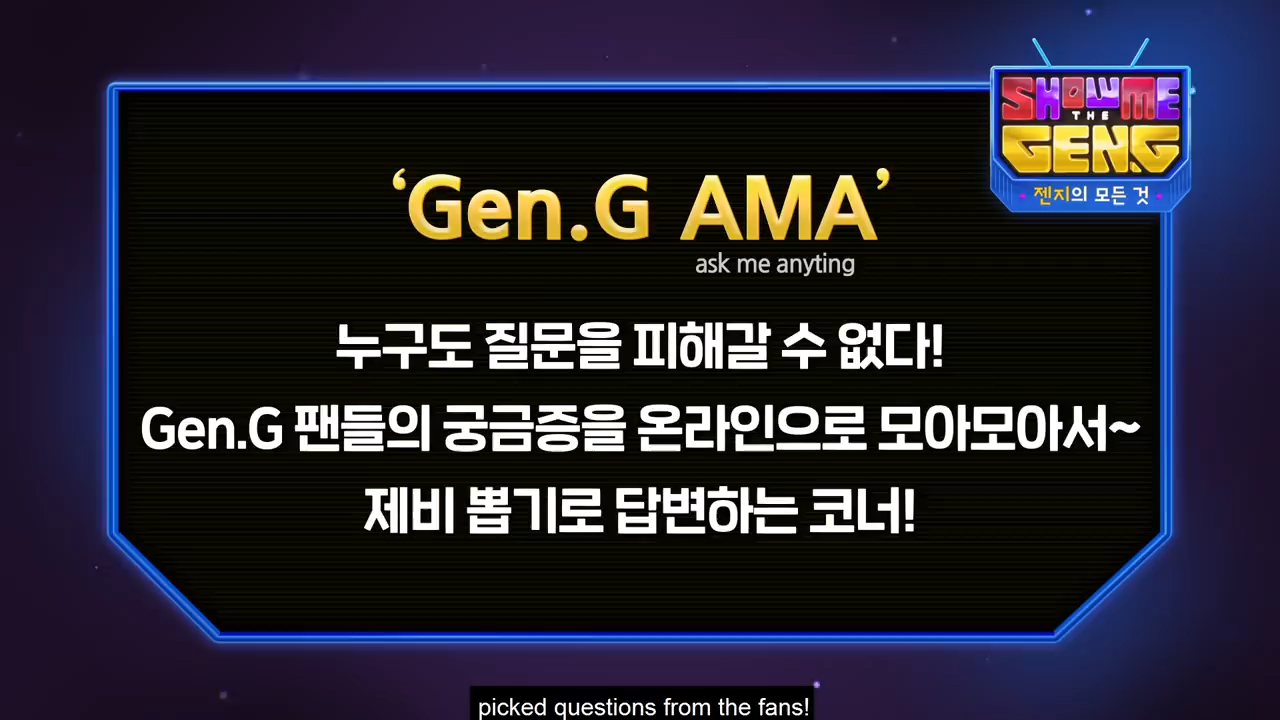 SHOW ME
THE
GEN.G
젠지의 모든 것
‘Gen.G AMA’
ask me anyting
누구도 질문을 피해갈 수 없다!
Gen.G 팬들의 궁금증을 온라인으로 모아모아서~
제비 뽑기로 답변하는 코너!
picked questions from the fans!